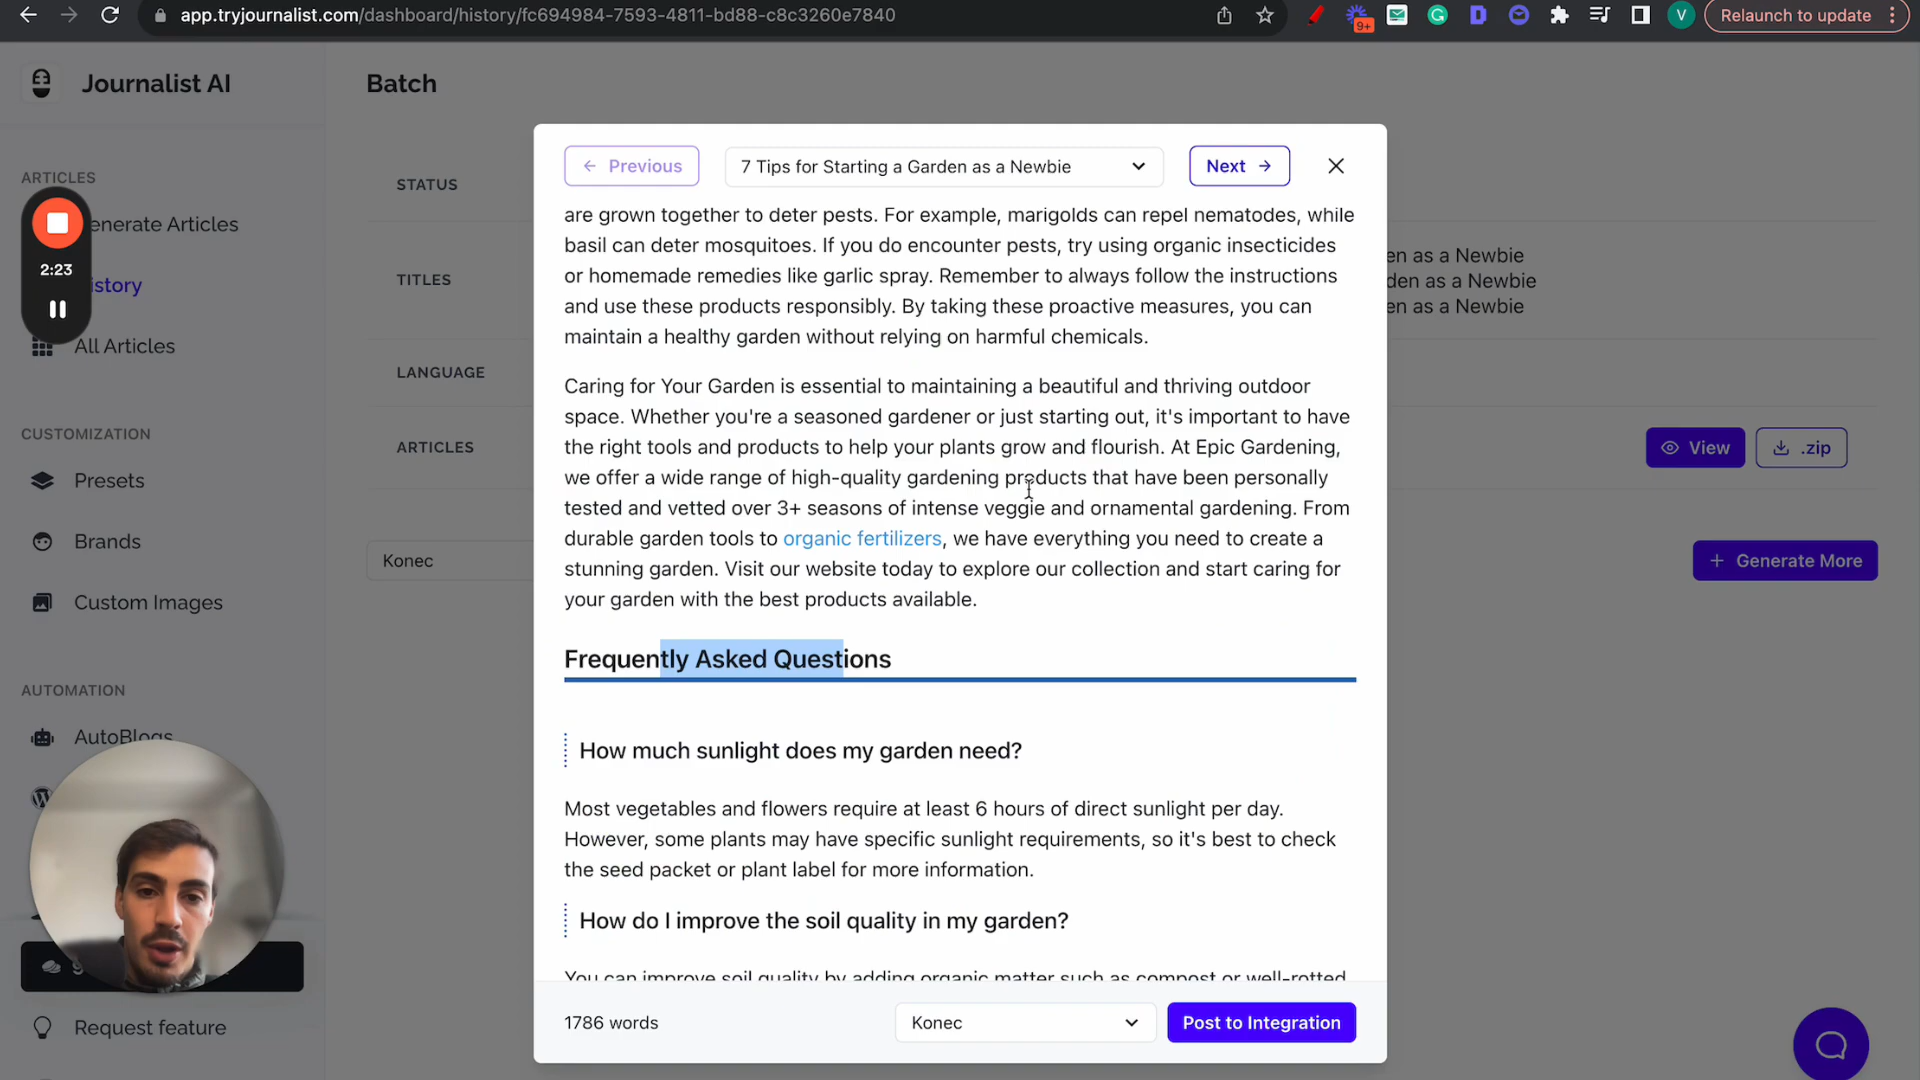 app.tryjournalist.com/dashboard/history/fc694984-7593-4811-bd88-c8c3260e7840
9+
V
Relaunch to update
Journalist AI
Batch
ARTICLES
enerate Articles
2:23
istory
All Articles
CUSTOMIZATION
Presets
Brands
Custom Images
AUTOMATION
AutoBlogs
Request feature
STATUS
TITLES
en as a Newbie
den as a Newbie
en as a Newbie
LANGUAGE
ARTICLES
View
.zip
Konec
Generate More
Previous
7 Tips for Starting a Garden as a Newbie
Next
are grown together to deter pests. For example, marigolds can repel nematodes, while
basil can deter mosquitoes. If you do encounter pests, try using organic insecticides
or homemade remedies like garlic spray. Remember to always follow the instructions
and use these products responsibly. By taking these proactive measures, you can
maintain a healthy garden without relying on harmful chemicals.
Caring for Your Garden is essential to maintaining a beautiful and thriving outdoor
space. Whether you're a seasoned gardener or just starting out, it's important to have
the right tools and products to help your plants grow and flourish. At Epic Gardening,
we offer a wide range of high-quality gardening products that have been personally
tested and vetted over 3+ seasons of intense veggie and ornamental gardening. From
durable garden tools to organic fertilizers, we have everything you need to create a
stunning garden. Visit our website today to explore our collection and start caring for
your garden with the best products available.
Frequently Asked Questions
How much sunlight does my garden need?
Most vegetables and flowers require at least 6 hours of direct sunlight per day.
However, some plants may have specific sunlight requirements, so it's best to check
the seed packet or plant label for more information.
How do I improve the soil quality in my garden?
You can improve soil quality by adding organic matter such as compost or well-rotted
1786 words
Konec
Post to Integration